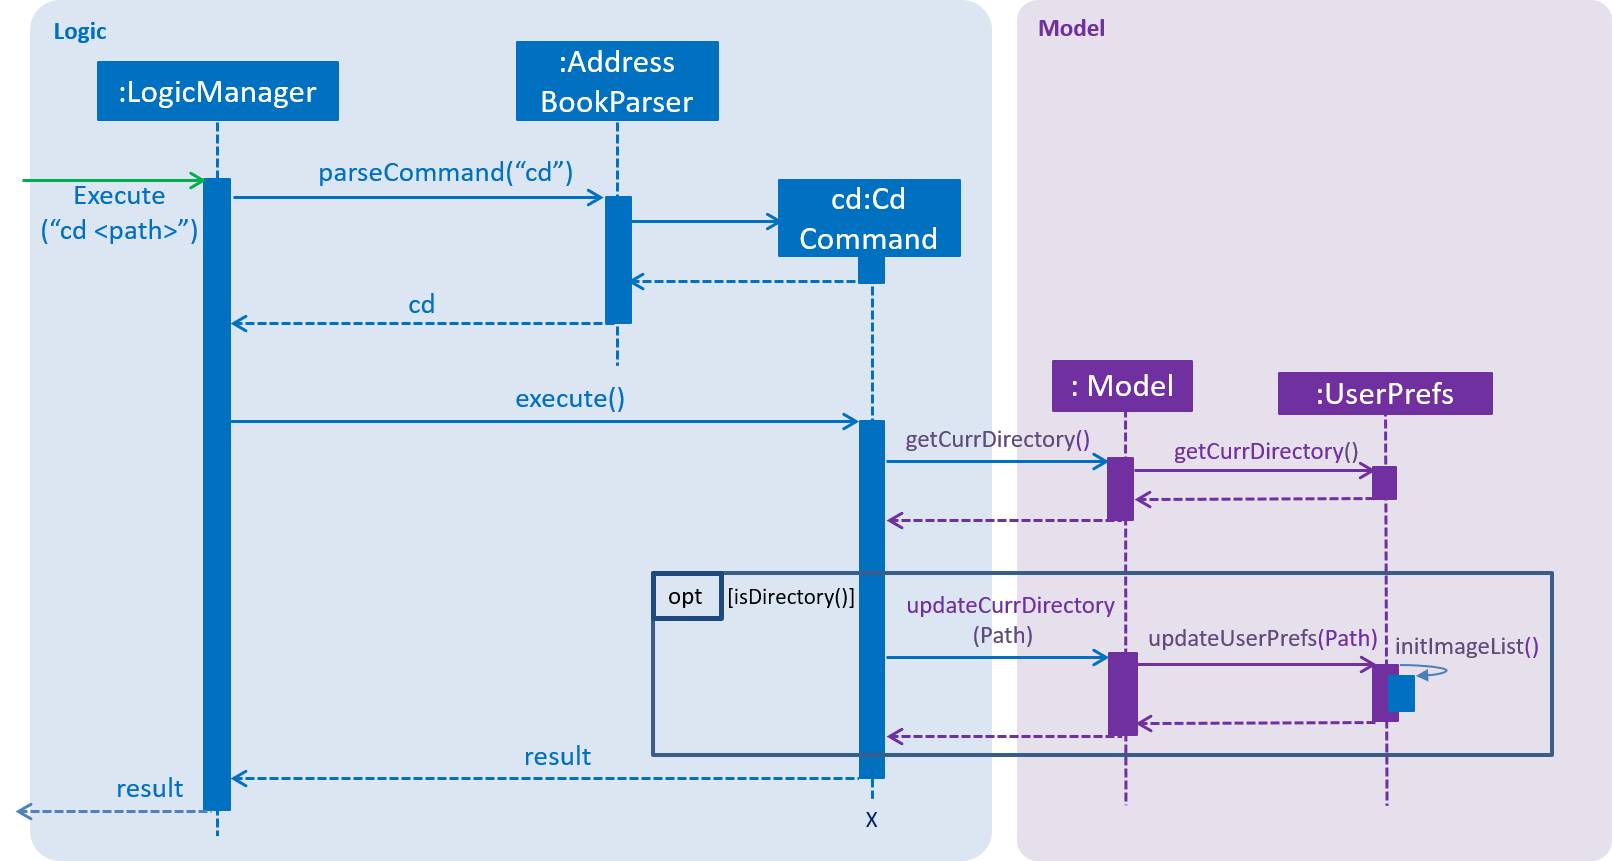 Logic
Model
:LogicManager
:Address
BookParser
parseCommand(“cd”)
Execute
(“cd <path>”)
cd:Cd
Command
cd
: Model
:UserPrefs
execute()
getCurrDirectory()
getCurrDirectory()
opt
[isDirectory()]
updateCurrDirectory
(Path)
updateUserPrefs(Path)
initImageList()
result
result
X